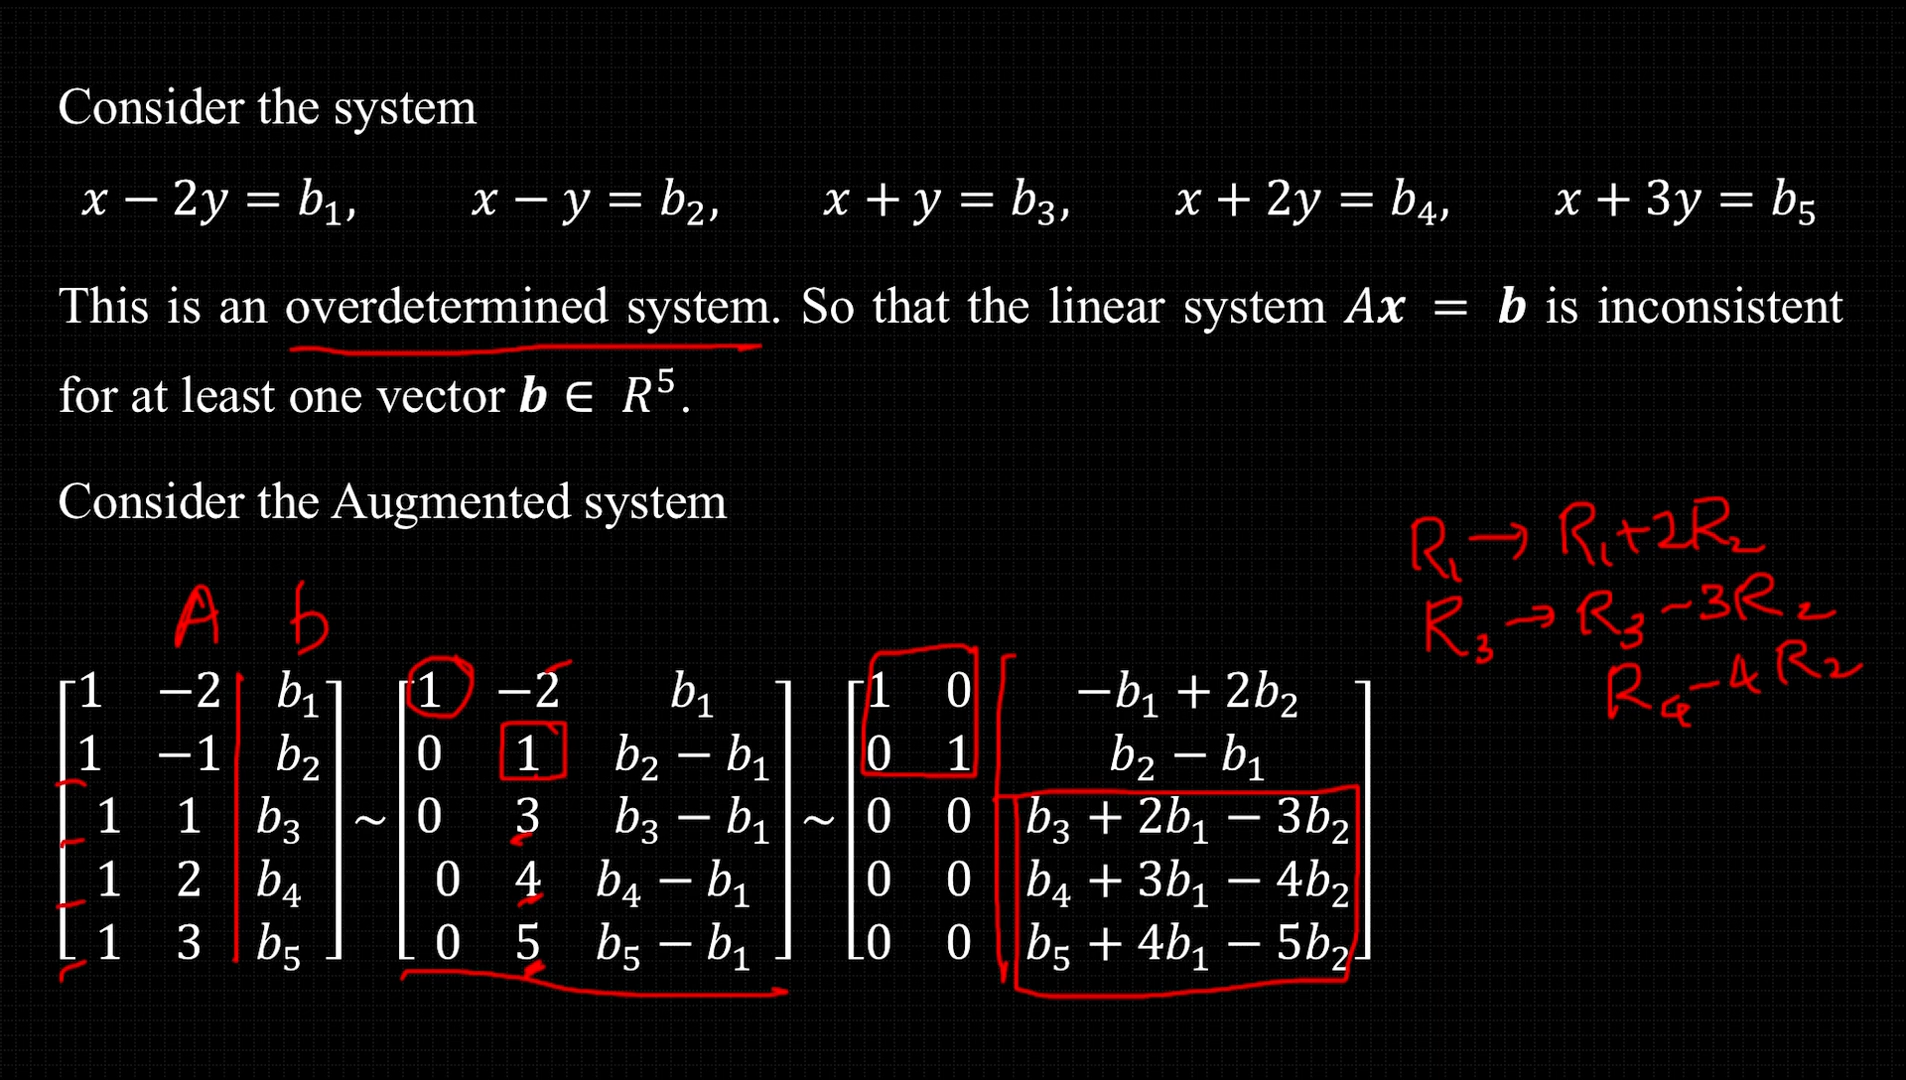 Consider the system
x − 2y = b₁, x − y = b₂, x + y = b₃, x + 2y = b₄, x + 3y = b₅
This is an overdetermined system. So that the linear system Ax = b is inconsistent
for at least one vector b ∈ R⁵.
Consider the Augmented system
R₁ → R₁+2R₂
R₃ → R₃−3R₂
R₄−4R₂
A b
[1 −2 b₁] [1 −2 b₁] [1 0 −b₁ + 2b₂]
[1 −1 b₂] [0 1 b₂ − b₁] [0 1 b₂ − b₁]
[1 1 b₃] ~ [0 3 b₃ − b₁] ~ [0 0 b₃ + 2b₁ − 3b₂]
[1 2 b₄] [0 4 b₄ − b₁] [0 0 b₄ + 3b₁ − 4b₂]
[1 3 b₅] [0 5 b₅ − b₁] [0 0 b₅ + 4b₁ − 5b₂]